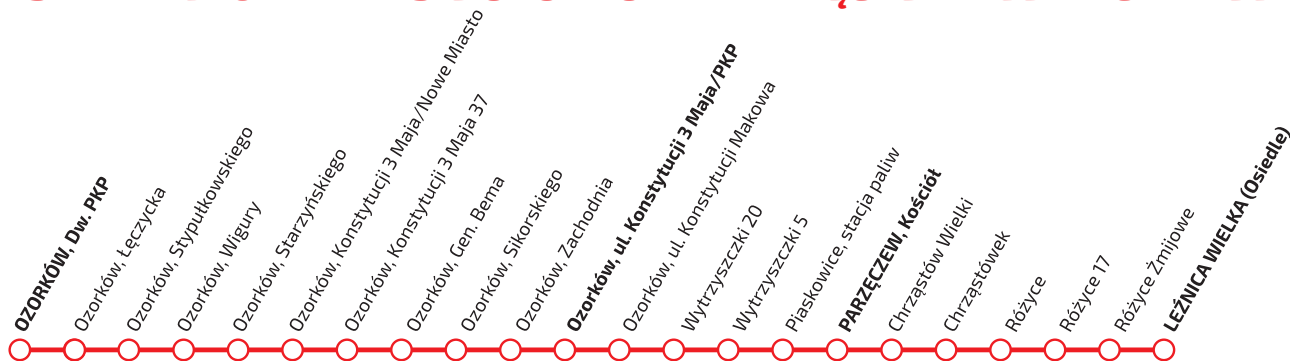 OZORKÓW, Dw. PKP
Ozorków, Łęczycka
Ozorków, Stypułkowskiego
Ozorków, Wigury
Ozorków, Starzyńskiego
Ozorków, Konstytucji 3 Maja/Nowe Miasto
Ozorków, Konstytucji 3 Maja 37
Ozorków, Gen. Bema
Ozorków, Sikorskiego
Ozorków, Zachodnia
Ozorków, ul. Konstytucji 3 Maja/PKP
Ozorków, ul. Konstytucji Makowa
Wytrzyszczki 20
Wytrzyszczki 5
Piaskowice, stacja paliw
PARZĘCZEW, Kościół
Chrząstów Wielki
Chrząstówek
Różyce
Różyce 17
Różyce Żmijowe
LEŹNICA WIELKA (Osiedle)